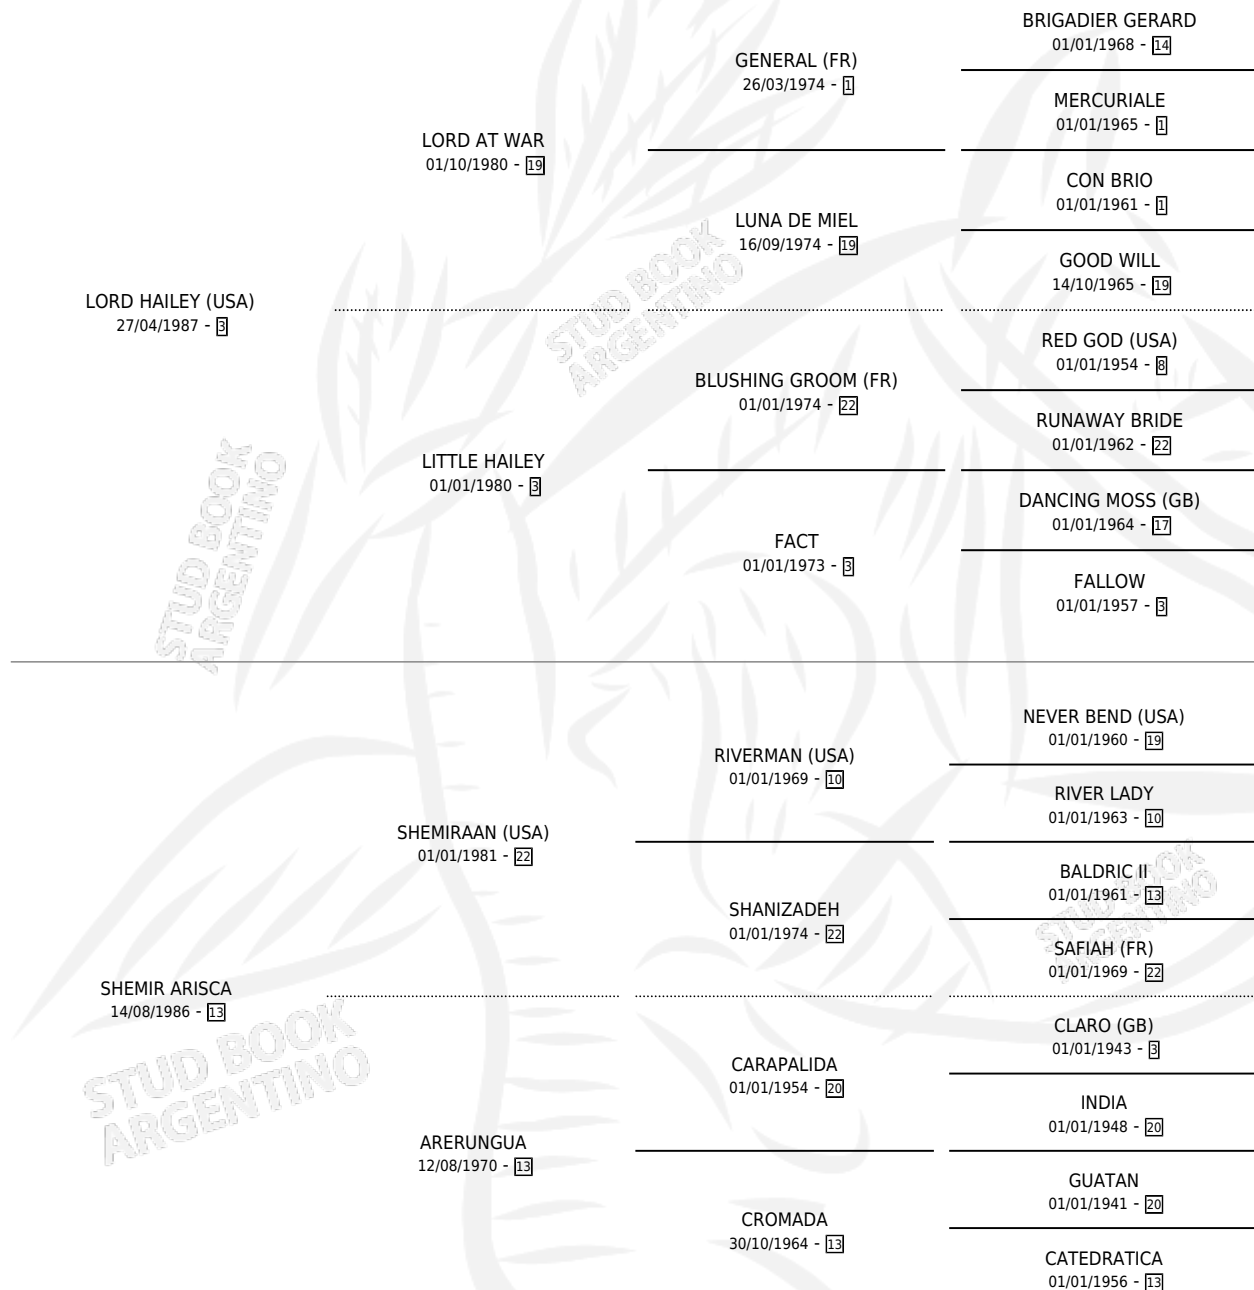 BRIGADIER GERARD
01/01/1968 - 14
GENERAL (FR)
26/03/1974 - 1
MERCURIALE
01/01/1965 - 1
LORD AT WAR
01/10/1980 - 19
CON BRIO
01/01/1961 - 1
LUNA DE MIEL
16/09/1974 - 19
GOOD WILL
14/10/1965 - 19
LORD HAILEY (USA)
27/04/1987 - 3
RED GOD (USA)
01/01/1954 - 8
BLUSHING GROOM (FR)
01/01/1974 - 22
RUNAWAY BRIDE
01/01/1962 - 22
LITTLE HAILEY
01/01/1980 - 3
DANCING MOSS (GB)
01/01/1964 - 17
FACT
01/01/1973 - 3
FALLOW
01/01/1957 - 3
STUD BOOK
ARGENTINO
STUD BOOK
ARGENTINO
NEVER BEND (USA)
01/01/1960 - 19
RIVERMAN (USA)
01/01/1969 - 10
RIVER LADY
01/01/1963 - 10
SHEMIRAAN (USA)
01/01/1981 - 22
BALDRIC II
01/01/1961 - 13
SHANIZADEH
01/01/1974 - 22
SAFIAH (FR)
01/01/1969 - 22
STUD BOOK
ARGENTINO
SHEMIR ARISCA
14/08/1986 - 13
CLARO (GB)
01/01/1943 - 3
CARAPALIDA
01/01/1954 - 20
INDIA
01/01/1948 - 20
ARERUNGUA
12/08/1970 - 13
GUATAN
01/01/1941 - 20
CROMADA
30/10/1964 - 13
CATEDRATICA
01/01/1956 - 13
STUD BOOK
ARGENTINO